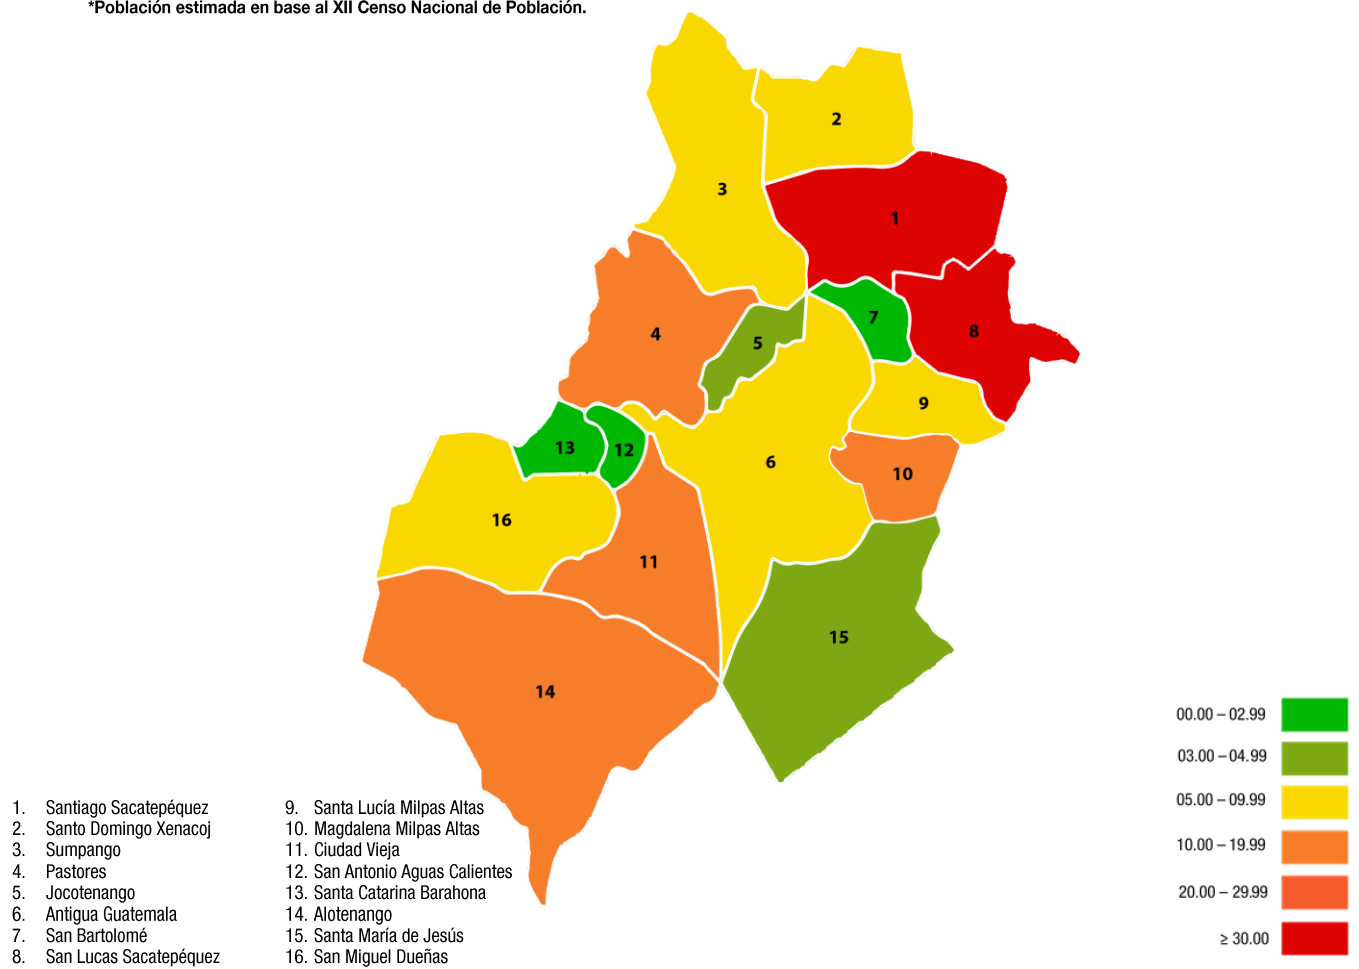 *Población estimada en base al XII Censo Nacional de Población.
2
3
1
7
8
4
5
9
13
12
6
10
16
11
15
14
00.00 – 02.99
03.00 – 04.99
05.00 – 09.99
10.00 – 19.99
20.00 – 29.99
≥ 30.00
1. Santiago Sacatepéquez
2. Santo Domingo Xenacoj
3. Sumpango
4. Pastores
5. Jocotenango
6. Antigua Guatemala
7. San Bartolomé
8. San Lucas Sacatepéquez
9. Santa Lucía Milpas Altas
10. Magdalena Milpas Altas
11. Ciudad Vieja
12. San Antonio Aguas Calientes
13. Santa Catarina Barahona
14. Alotenango
15. Santa María de Jesús
16. San Miguel Dueñas